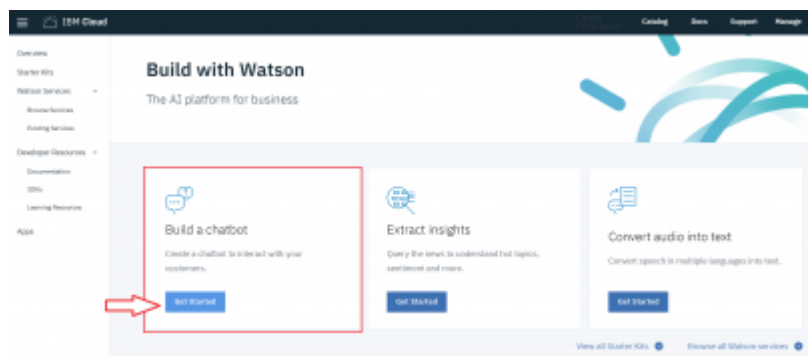 IBM Cloud
Catalog Docs Support Manage
Overview
Starter Kits
Watson Services
Browse Services
Existing Services
Developer Resources
Documentation
SDKs
Learning Resources
Apps
Build with Watson
The AI platform for business
Build a chatbot
Create a chatbot to interact with your
customers.
Get Started
Extract insights
Query the news to understand hot topics,
sentiment and more.
Get Started
Convert audio into text
Convert speech in multiple languages into text.
Get Started
View all Starter Kits
Browse all Watson services